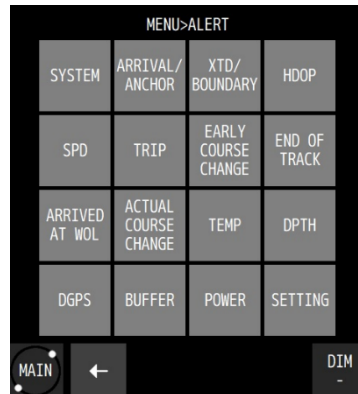 MENU>ALERT
SYSTEM
ARRIVAL/
ANCHOR
XTD/
BOUNDARY
HDOP
SPD
TRIP
EARLY
COURSE
CHANGE
END OF
TRACK
ARRIVED
AT WOL
ACTUAL
COURSE
CHANGE
TEMP
DPTH
DGPS
BUFFER
POWER
SETTING
MAIN
←
DIM
-